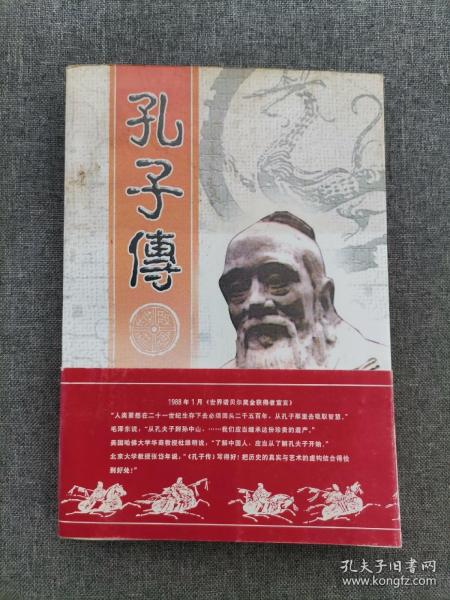 孔子傳
1988年1月《世界诺贝尔奖金获得者宣言》
“人类要想在二十一世纪生存下去必须回头二千五百年，从孔子那里去吸取智慧。”
毛泽东说，“从孔夫子到孙中山，……我们应当继承这份珍贵的遗产。”
美国哈佛大学华裔教授杜维明说，“了解中国人，应当从了解孔夫子开始。”
北京大学教授张岱年说，“《孔子传》写得好！把历史的真实与艺术的虚构结合得恰
到好处！”
孔夫子旧书网
www.kongfz.com